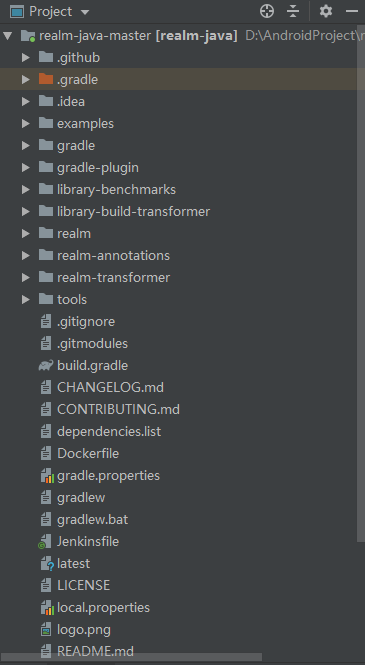 Project
realm-java-master [realm-java] D:\AndroidProject\r
.github
.gradle
.idea
examples
gradle
gradle-plugin
library-benchmarks
library-build-transformer
realm
realm-annotations
realm-transformer
tools
.gitignore
.gitmodules
build.gradle
CHANGELOG.md
CONTRIBUTING.md
dependencies.list
Dockerfile
gradle.properties
gradlew
gradlew.bat
Jenkinsfile
latest
LICENSE
local.properties
logo.png
README.md